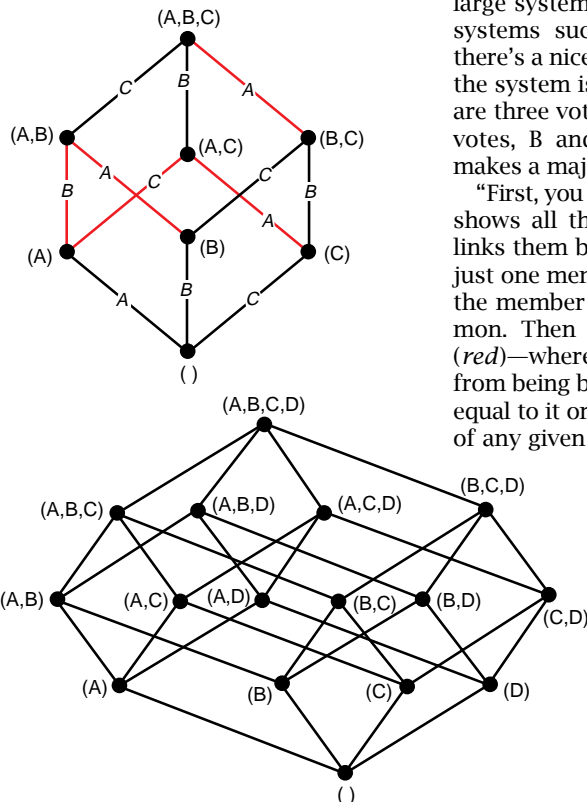 (A,B,C)
C
B
A
(A,B)
(A,C)
(B,C)
B
A
C
C
B
(A)
(B)
A
(C)
A
B
C
( )
large system
systems suc
there's a nice
the system is
are three vot
votes, B and
makes a maj
“First, you
shows all th
links them b
just one mer
the member
mon. Then
(red)—where
from being b
equal to it or
of any given
(A,B,C,D)
(A,B,C)
(A,B,D)
(A,C,D)
(B,C,D)
(A,B)
(A,C)
(A,D)
(B,C)
(B,D)
(C,D)
(A)
(B)
(C)
(D)
( )